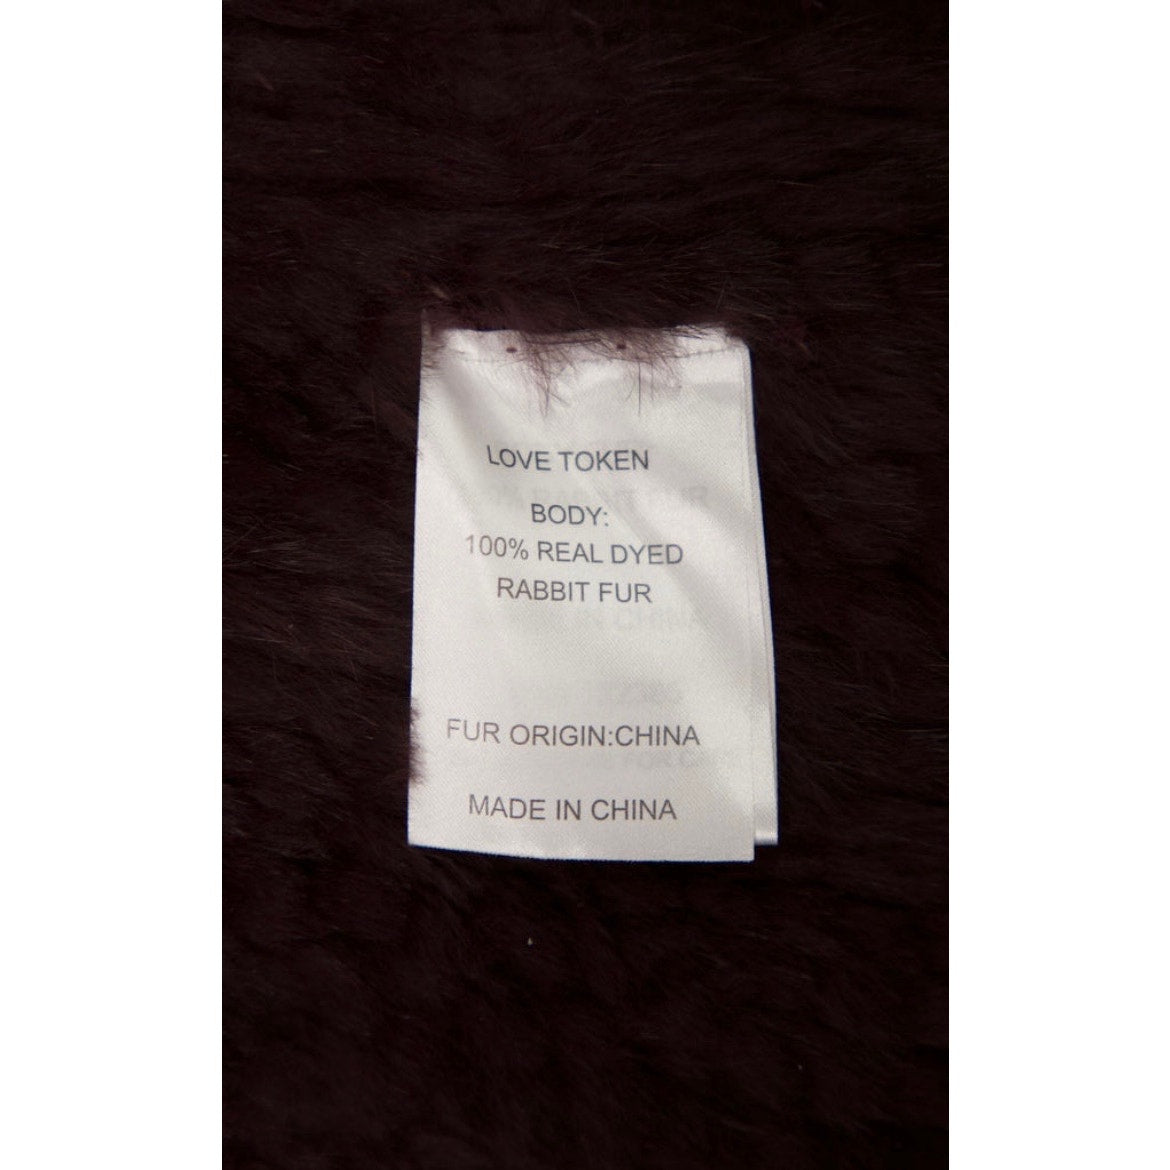 LOVE TOKEN
BODY:
100% REAL DYED
RABBIT FUR
FUR ORIGIN:CHINA
MADE IN CHINA